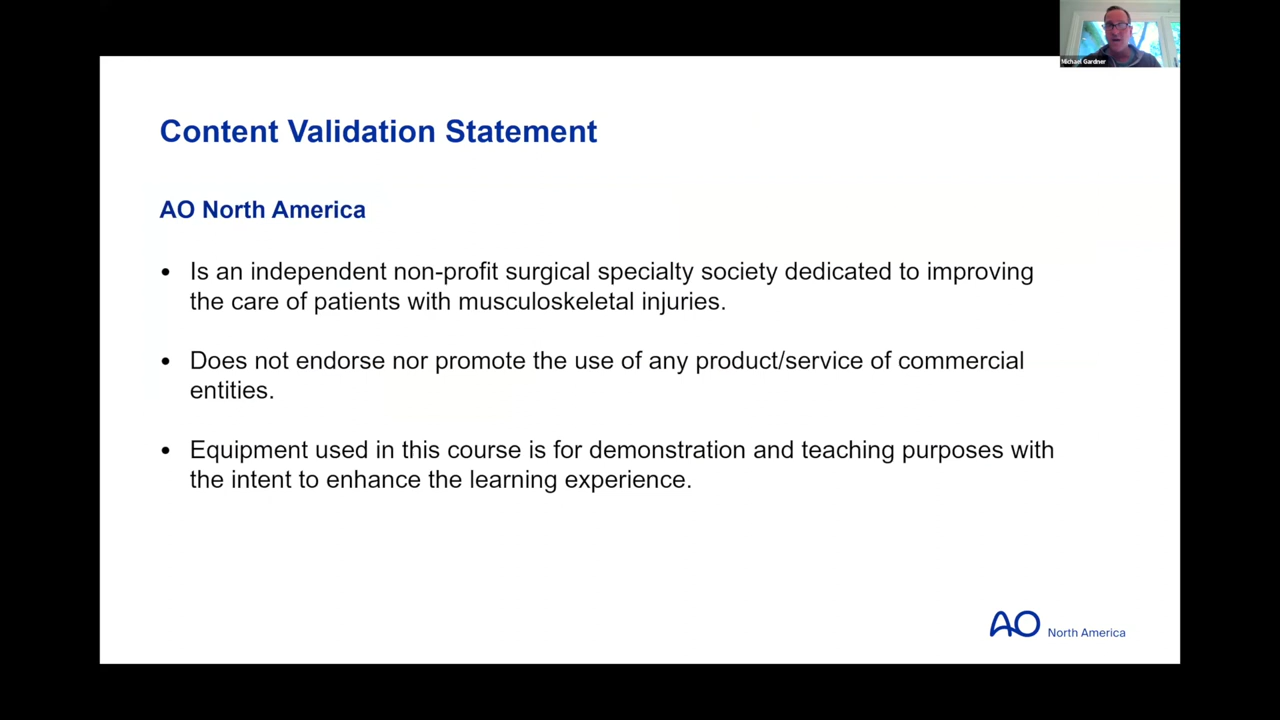 Michael Gardner
Content Validation Statement
AO North America
• Is an independent non-profit surgical specialty society dedicated to improving
the care of patients with musculoskeletal injuries.
• Does not endorse nor promote the use of any product/service of commercial
entities.
• Equipment used in this course is for demonstration and teaching purposes with
the intent to enhance the learning experience.
AO North America